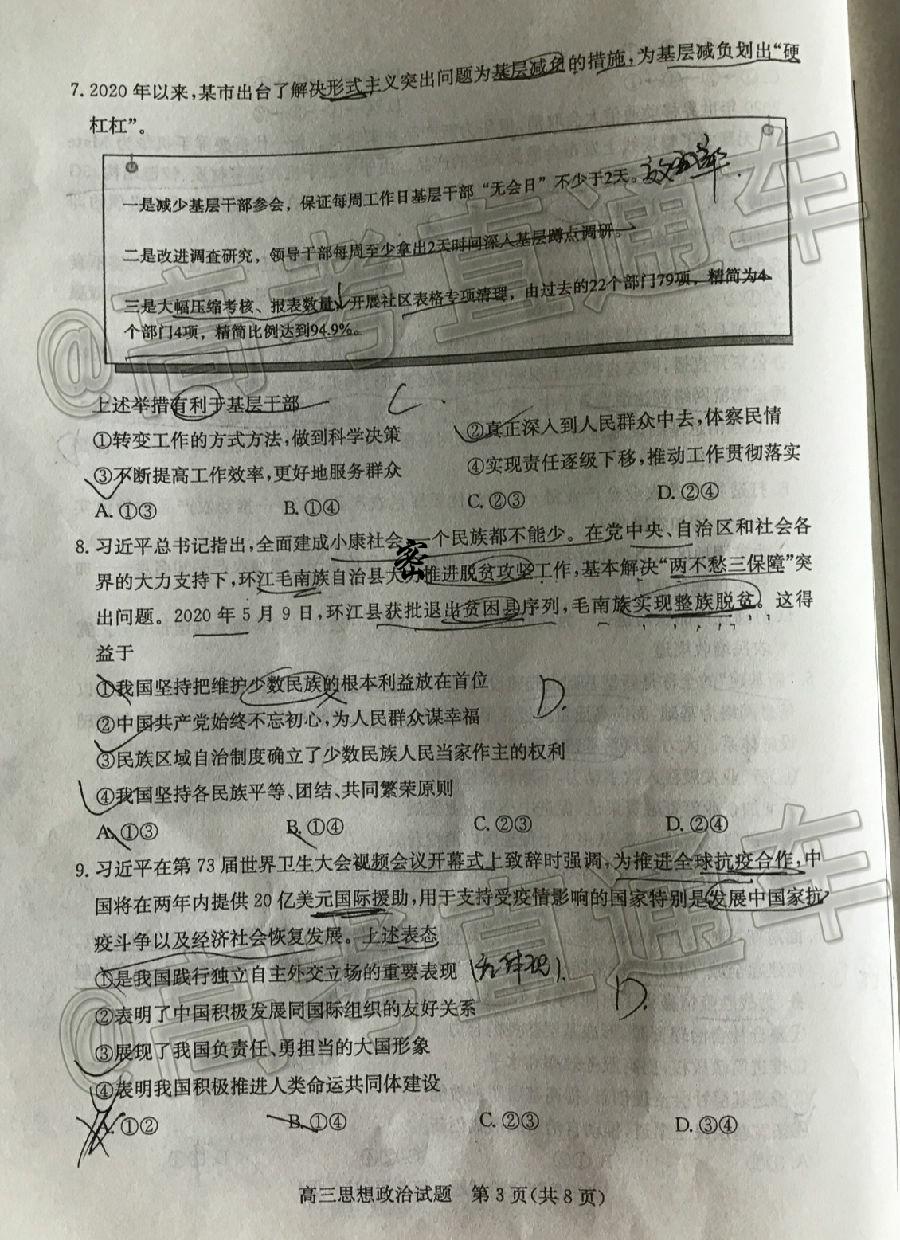 7. 2020年以来,某市出台了解决形式主义突出问题为基层减负的措施,为基层减负划出“硬
杠杠”。
一是减少基层干部参会,保证每周工作日基层干部“无会日”不少于2天。
二是改进调查研究,领导干部每周至少拿出2天时间深入基层蹲点调研。
三是大幅压缩考核、报表数量,开展社区表格专项清理,由过去的22个部门79项,精简为4
个部门4项,精简比例达到94.9%。
上述举措有利于基层干部
C.
①转变工作的方式方法,做到科学决策 ②真正深入到人民群众中去,体察民情
③不断提高工作效率,更好地服务群众 ④实现责任逐级下移,推动工作贯彻落实
A. ①③ B. ①④ C. ②③ D. ②④
8. 习近平总书记指出,全面建成小康社会,一个民族都不能少。在党中央、自治区和社会各
界的大力支持下,环江毛南族自治县大力推进脱贫攻坚工作,基本解决“两不愁三保障”突
密
出问题。2020年5月9日,环江县获批退出贫困县序列,毛南族实现整族脱贫。这得
益于
①我国坚持把维护少数民族的根本利益放在首位
D.
②中国共产党始终不忘初心,为人民群众谋幸福
③民族区域自治制度确立了少数民族人民当家作主的权利
④我国坚持各民族平等、团结、共同繁荣原则
A. ①③ B. ①④ C. ②③ D. ②④
9. 习近平在第73届世界卫生大会视频会议开幕式上致辞时强调,为推进全球抗疫合作,中
国将在两年内提供20亿美元国际援助,用于支持受疫情影响的国家特别是发展中国家抗
疫斗争以及经济社会恢复发展。上述表态
①是我国践行独立自主外交立场的重要表现 (无体现).
D.
②表明了中国积极发展同国际组织的友好关系
③展现了我国负责任、勇担当的大国形象
④表明我国积极推进人类命运共同体建设
A. ①② B. ①④ C. ②③ D. ③④
高三思想政治试题 第3页(共8页)
@高考直通车
@高考直通车